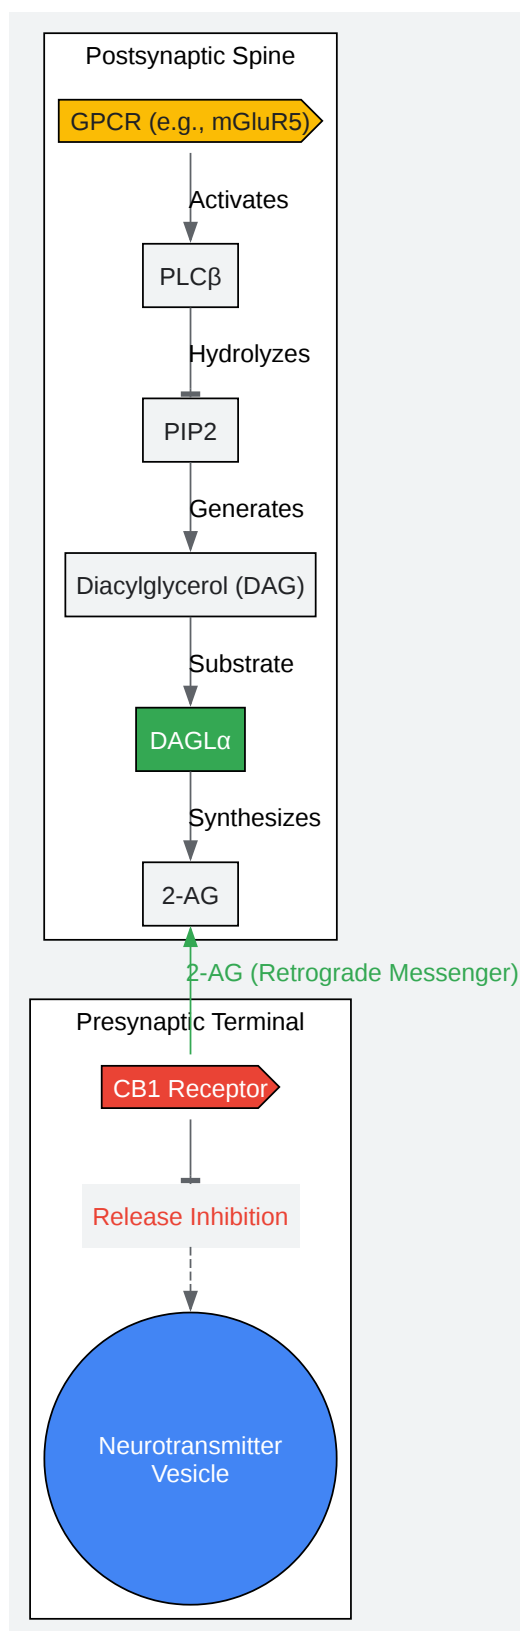 Postsynaptic Spine
GPCR (e.g., mGluR5)
Activates
PLCβ
Hydrolyzes
PIP2
Generates
Diacylglycerol (DAG)
Substrate
DAGLα
Synthesizes
2-AG
2-AG (Retrograde Messenger)
Presynaptic Terminal
CB1 Receptor
Release Inhibition
Neurotransmitter
Vesicle